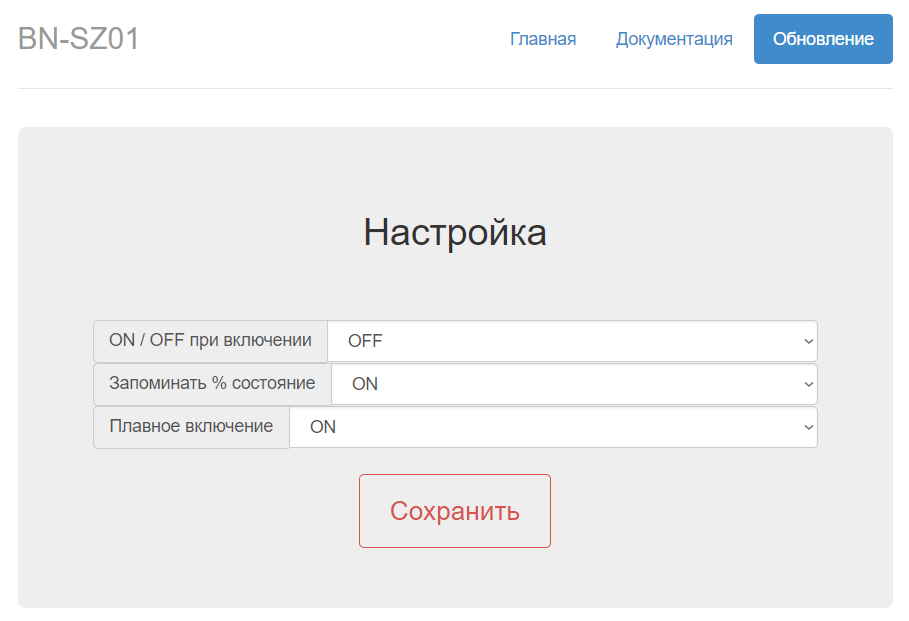 BN-SZ01
Главная Документация Обновление
Настройка
ON / OFF при включении OFF
Запоминать % состояние ON
Плавное включение ON
Сохранить